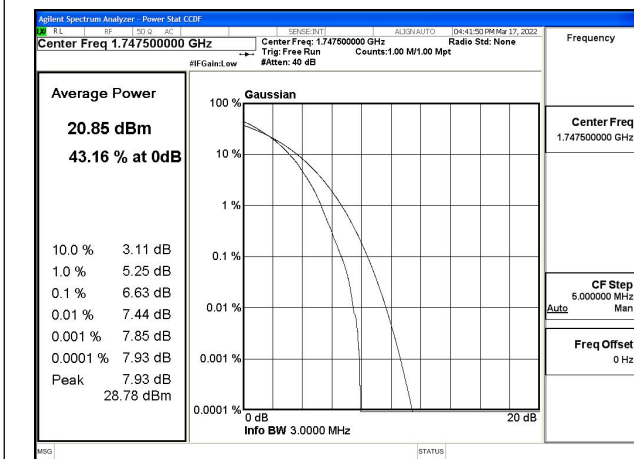 Agilent Spectrum Analyzer - Power Stat CCDF
LXI RL RF 50 Ω AC SENSE:INT ALIGN AUTO 04:41:50 PM Mar 17, 2022
Center Freq 1.747500000 GHz
Center Freq: 1.747500000 GHz Radio Std: None
Trig: Free Run Counts:1.00 M/1.00 Mpt
#IFGain:Low #Atten: 40 dB
Frequency
Average Power
20.85 dBm
43.16 % at 0dB
10.0 % 3.11 dB
1.0 % 5.25 dB
0.1 % 6.63 dB
0.01 % 7.44 dB
0.001 % 7.85 dB
0.0001 % 7.93 dB
Peak 7.93 dB
28.78 dBm
Gaussian
100 %
10 %
1 %
0.1 %
0.01 %
0.001 %
0.0001 %
0 dB 20 dB
Info BW 3.0000 MHz
Center Freq
1.747500000 GHz
CF Step
5.000000 MHz
Auto Man
Freq Offset
0 Hz
MSG STATUS